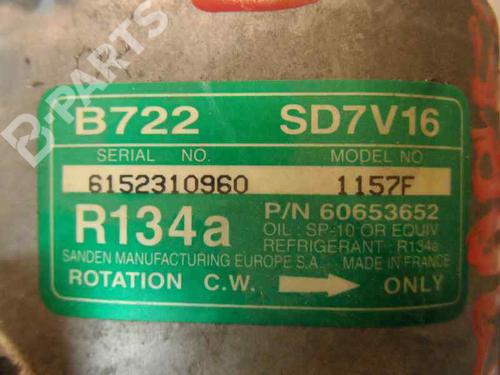 B-PARTS
B722 SD7V16
SERIAL NO. MODEL NO
6152310960 1157F
R134a P/N 60653652
OIL : SP-10 OR EQUIV
REFRIGERANT : R134a
SANDEN MANUFACTURING EUROPE S.A. MADE IN FRANCE
ROTATION C.W. ONLY